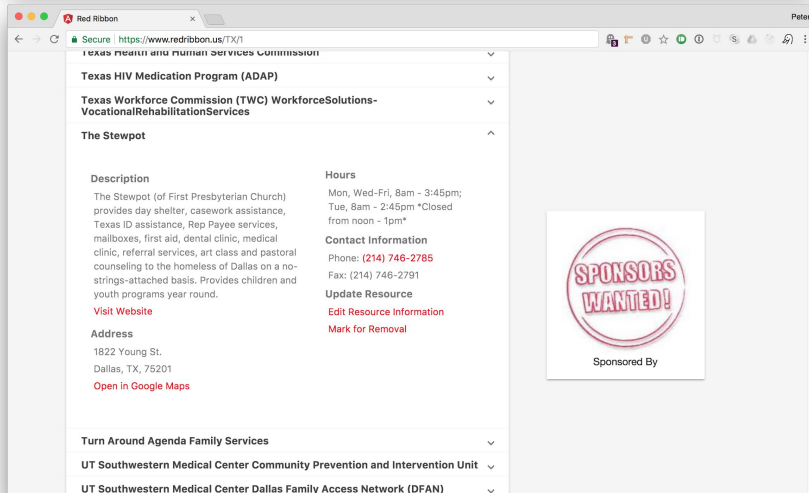 Red Ribbon
Peter
Secure https://www.redribbon.us/TX/1
Texas Health and Human Services Commission
Texas HIV Medication Program (ADAP)
Texas Workforce Commission (TWC) WorkforceSolutions-
VocationalRehabilitationServices
The Stewpot
Description
The Stewpot (of First Presbyterian Church)
provides day shelter, casework assistance,
Texas ID assistance, Rep Payee services,
mailboxes, first aid, dental clinic, medical
clinic, referral services, art class and pastoral
counseling to the homeless of Dallas on a no-
strings-attached basis. Provides children and
youth programs year round.
Visit Website
Address
1822 Young St.
Dallas, TX, 75201
Open in Google Maps
Hours
Mon, Wed-Fri, 8am - 3:45pm;
Tue, 8am - 2:45pm *Closed
from noon - 1pm*
Contact Information
Phone: (214) 746-2785
Fax: (214) 746-2791
Update Resource
Edit Resource Information
Mark for Removal
SPONSORS
WANTED!
Sponsored By
Turn Around Agenda Family Services
UT Southwestern Medical Center Community Prevention and Intervention Unit
UT Southwestern Medical Center Dallas Family Access Network (DFAN)